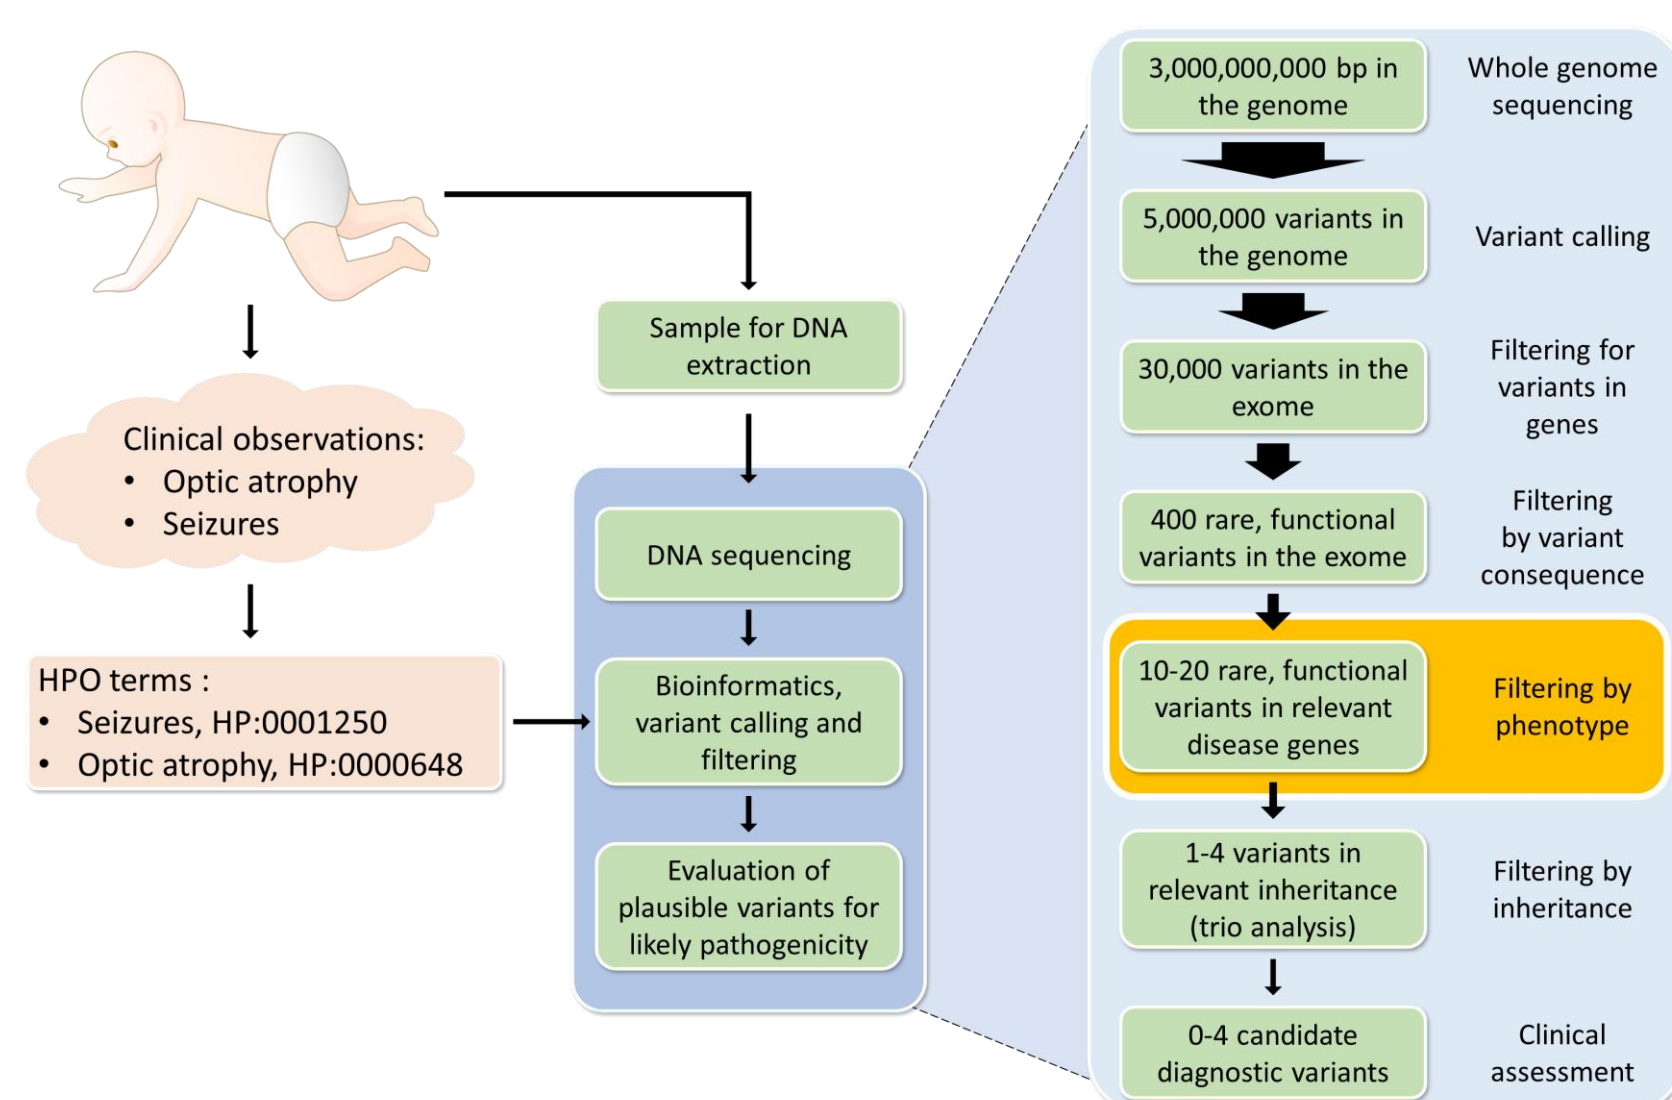 Clinical observations:
• Optic atrophy
• Seizures
HPO terms :
• Seizures, HP:0001250
• Optic atrophy, HP:0000648
Sample for DNA
extraction
DNA sequencing
Bioinformatics,
variant calling and
filtering
Evaluation of
plausible variants for
likely pathogenicity
3,000,000,000 bp in
the genome
Whole genome
sequencing
5,000,000 variants in
the genome
Variant calling
30,000 variants in the
exome
Filtering for
variants in
genes
400 rare, functional
variants in the exome
Filtering
by variant
consequence
10-20 rare, functional
variants in relevant
disease genes
Filtering by
phenotype
1-4 variants in
relevant inheritance
(trio analysis)
Filtering by
inheritance
0-4 candidate
diagnostic variants
Clinical
assessment